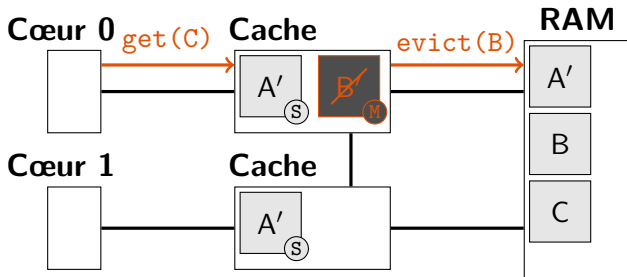 Cœur 0
get(C)
Cache
evict(B)
RAM
A′
S
B′
M
A′
B
C
Cœur 1
Cache
A′
S